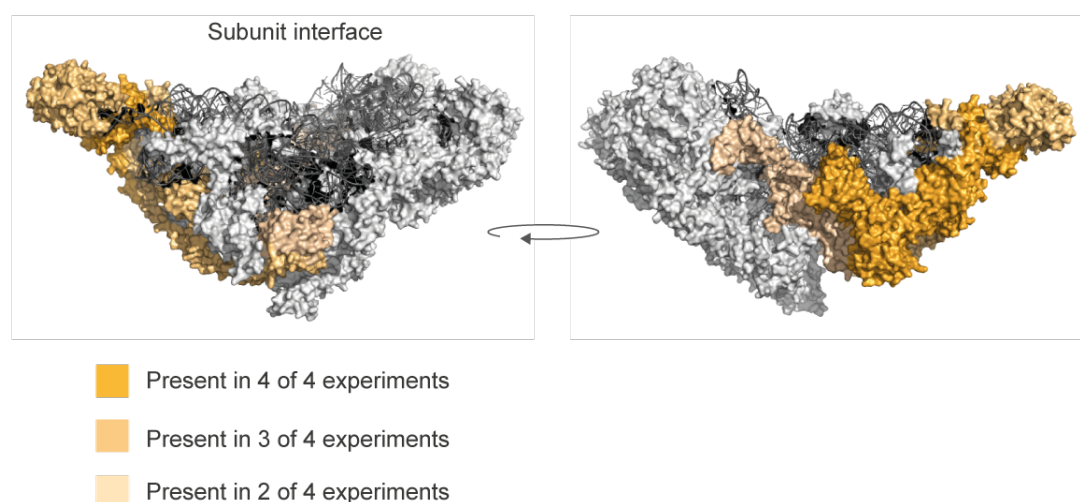 Subunit interface
Present in 4 of 4 experiments
Present in 3 of 4 experiments
Present in 2 of 4 experiments